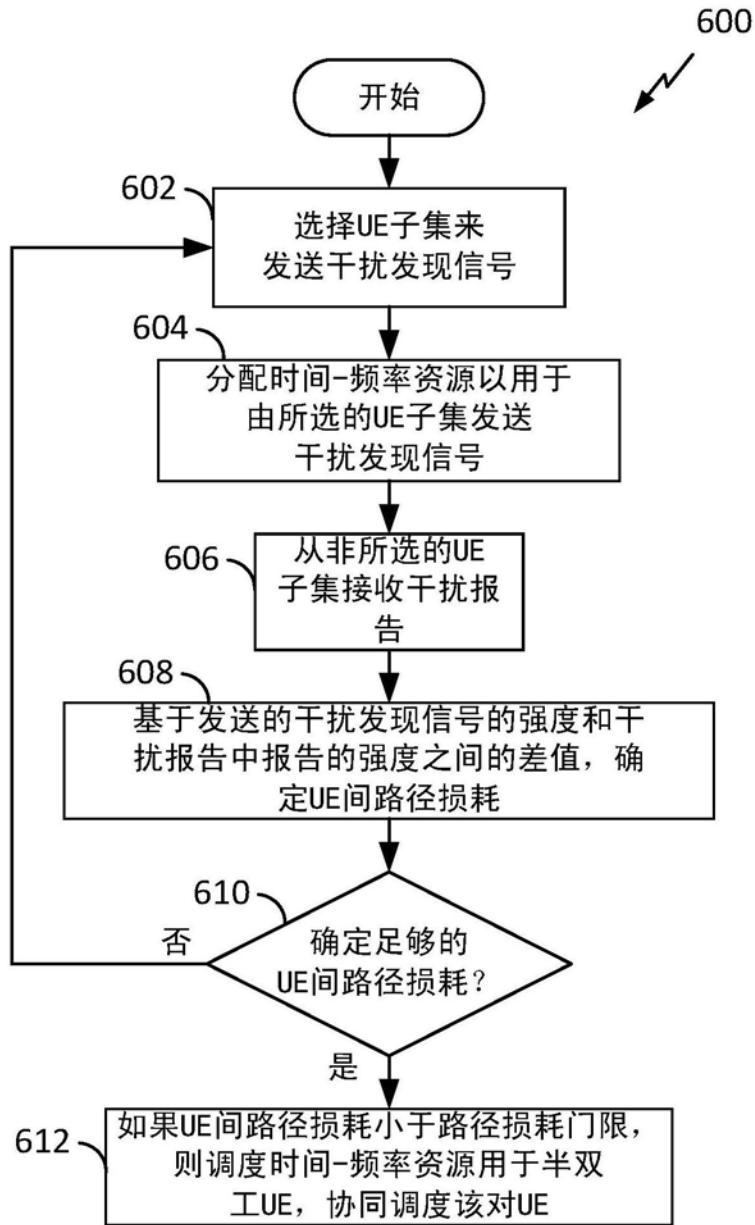 600
开始
602
选择UE子集来
发送干扰发现信号
604
分配时间-频率资源以用于
由所选的UE子集发送
干扰发现信号
606
从非所选的UE
子集接收干扰报
告
608
基于发送的干扰发现信号的强度和干
扰报告中报告的强度之间的差值，确
定UE间路径损耗
610
否
确定足够的
UE间路径损耗？
是
612
如果UE间路径损耗小于路径损耗门限，
则调度时间-频率资源用于半双
工UE，协同调度该对UE